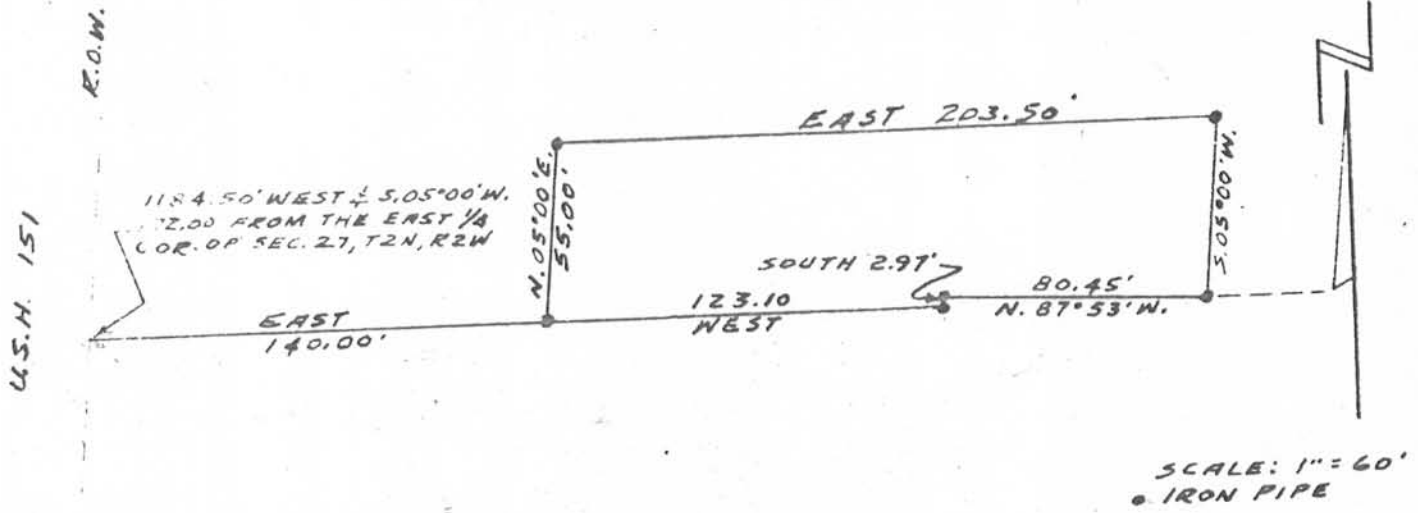 R.O.W.
U.S.H. 151
1184.50' WEST & S.05°00'W.
FROM THE EAST 1/4
COR. OF SEC. 27, T2N, R2W
EAST 203.50'
N. 05°00'E.
55.00'
S.05°00'W.
SOUTH 2.97'
80.45'
N. 87°53'W.
123.10
WEST
EAST
140.00'
SCALE: 1" = 60'
• IRON PIPE